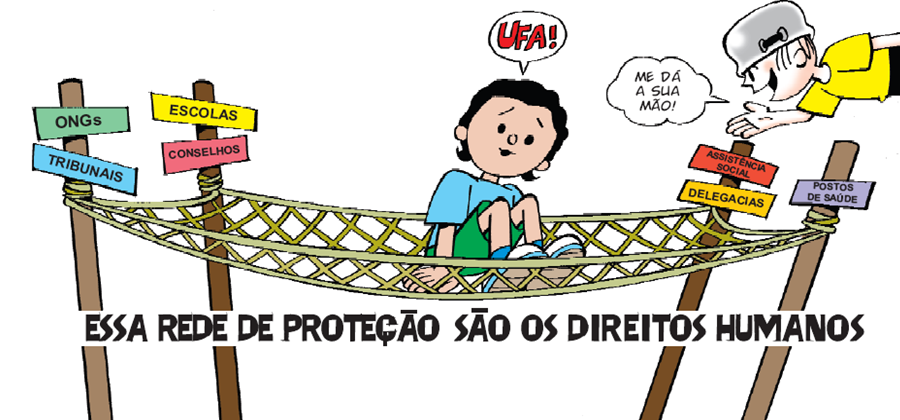 UFA!
ME DÁ
A SUA
MÃO!
ONGs
TRIBUNAIS
ESCOLAS
CONSELHOS
ASSISTÊNCIA
SOCIAL
DELEGACIAS
POSTOS
DE SAÚDE
ESSA REDE DE PROTEÇÃO SÃO OS DIREITOS HUMANOS